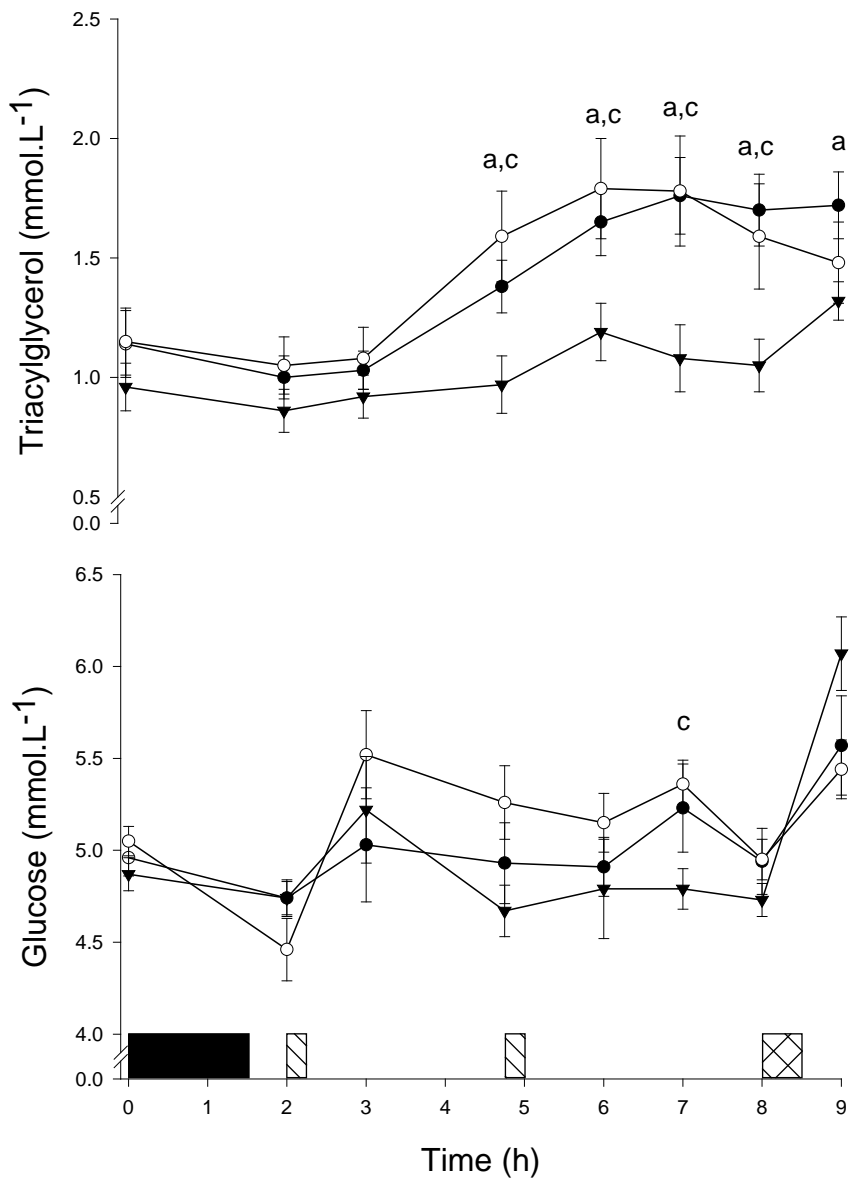 2.5
2.0
1.5
1.0
0.5
0.0
Triacylglycerol (mmol.L-1)
a,c
a,c
a,c
a,c
a
6.5
6.0
5.5
5.0
4.5
4.0
0.0
Glucose (mmol.L-1)
c
0 1 2 3 4 5 6 7 8 9
Time (h)